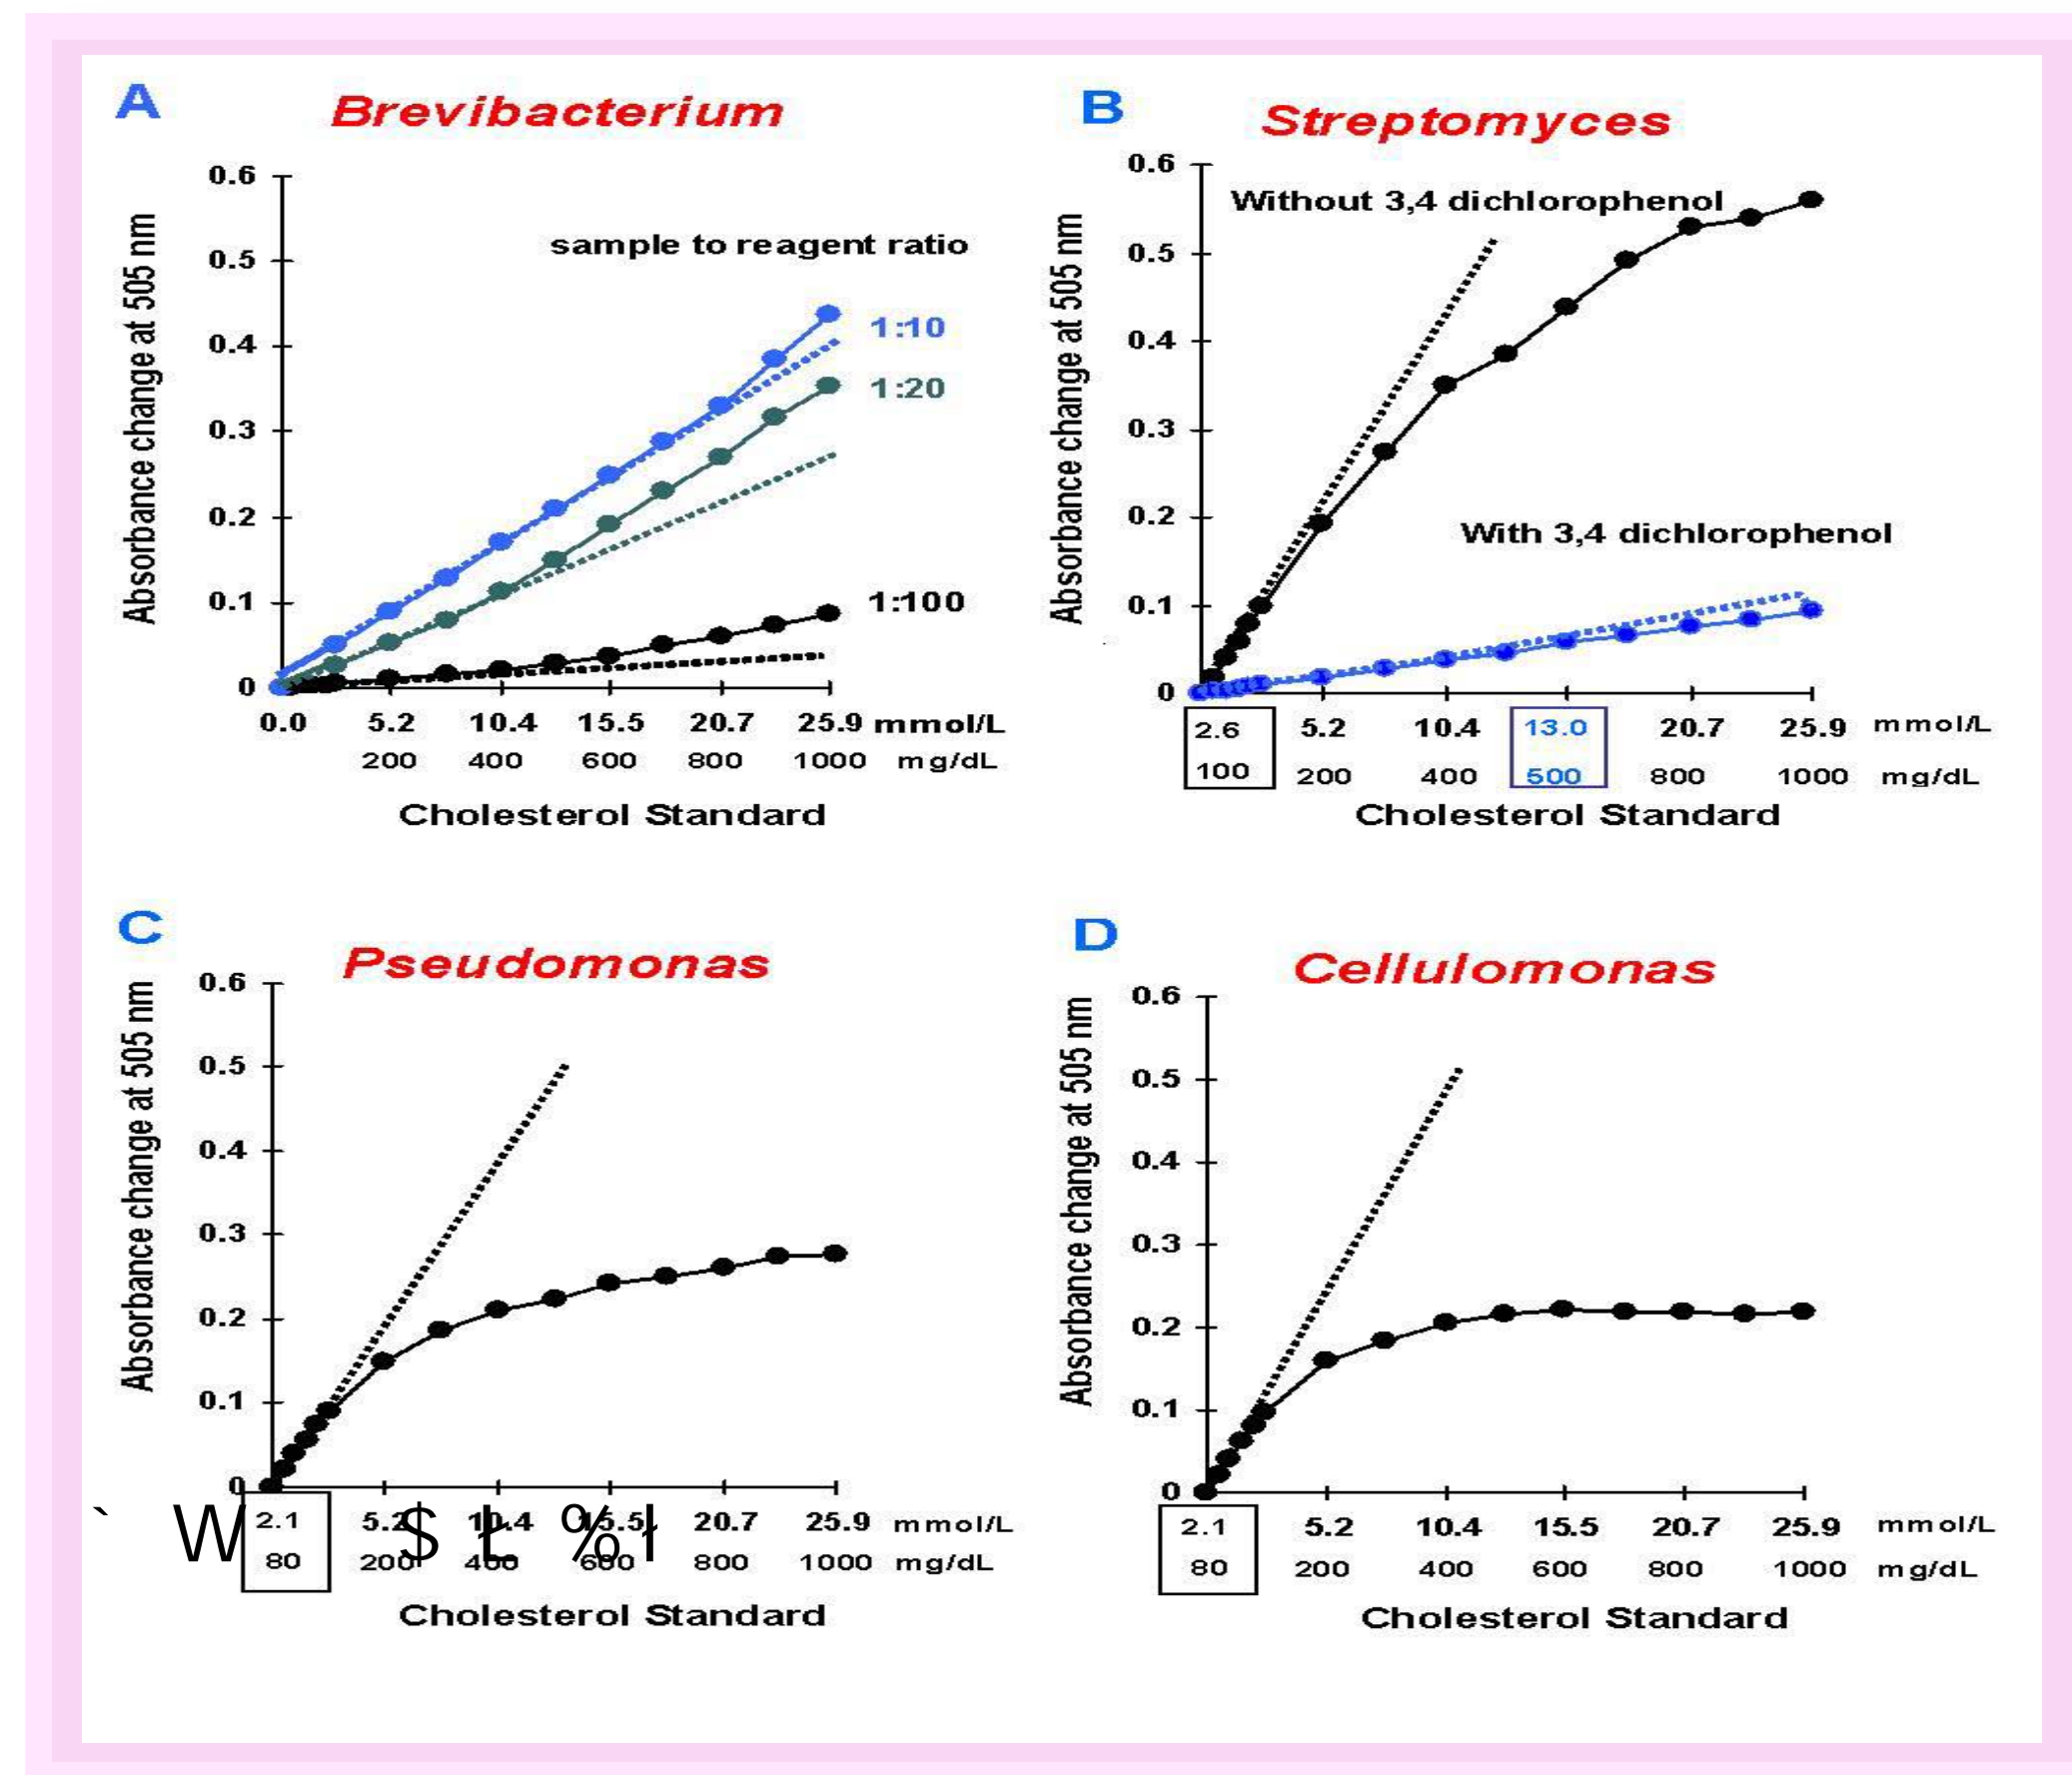 A
Brevibacterium
Absorbance change at 505 nm
0.6
0.5
0.4
0.3
0.2
0.1
0
sample to reagent ratio
1:10
1:20
1:100
0.0 5.2 10.4 15.5 20.7 25.9 mmol/L
200 400 600 800 1000 mg/dL
Cholesterol Standard
B
Streptomyces
Absorbance change at 505 nm
0.6
0.5
0.4
0.3
0.2
0.1
0
Without 3,4 dichlorophenol
With 3,4 dichlorophenol
2.6 5.2 10.4 13.0 20.7 25.9 mmol/L
100 200 400 500 800 1000 mg/dL
Cholesterol Standard
C
Pseudomonas
Absorbance change at 505 nm
0.6
0.5
0.4
0.3
0.2
0.1
0
2.1 5.2 10.4 15.5 20.7 25.9 mmol/L
80 200 400 600 800 1000 mg/dL
` W $ Ł % ł
Cholesterol Standard
D
Cellulomonas
Absorbance change at 505 nm
0.6
0.5
0.4
0.3
0.2
0.1
0
2.1 5.2 10.4 15.5 20.7 25.9 mmol/L
80 200 400 600 800 1000 mg/dL
Cholesterol Standard